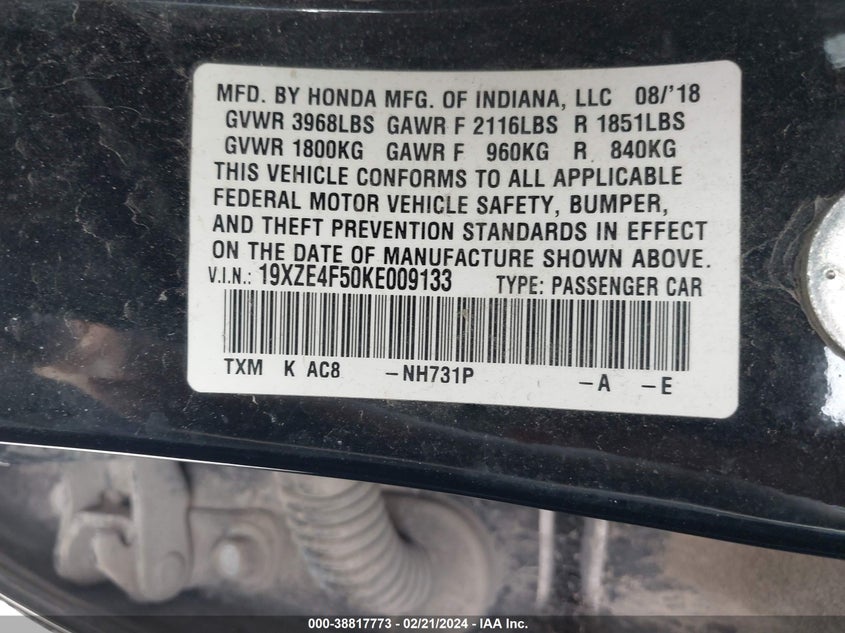 MFD. BY HONDA MFG. OF INDIANA, LLC 08/'18
GVWR 3968LBS GAWR F 2116LBS R 1851LBS
GVWR 1800KG GAWR F 960KG R 840KG
THIS VEHICLE CONFORMS TO ALL APPLICABLE
FEDERAL MOTOR VEHICLE SAFETY, BUMPER,
AND THEFT PREVENTION STANDARDS IN EFFECT
ON THE DATE OF MANUFACTURE SHOWN ABOVE.
V.I.N.: 19XZE4F50KE009133 TYPE: PASSENGER CAR
TXM K AC8 -NH731P -A -E
000-38817773 - 02/21/2024 - IAA Inc.